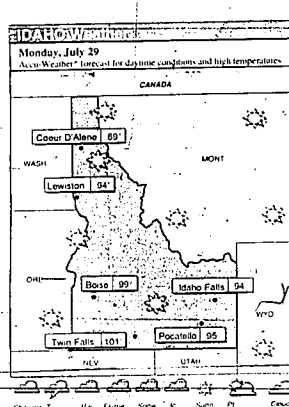 IDAHO Weather
Monday, July 29
Accu-Weather® forecast for daytime conditions and high temperatures
CANADA
Coeur D'Alene 89°
WASH
MONT
Lewiston 94°
ORE
Boise 99°
Idaho Falls 94
WYO
Twin Falls 101°
Pocatello 95
NEV
UTAH